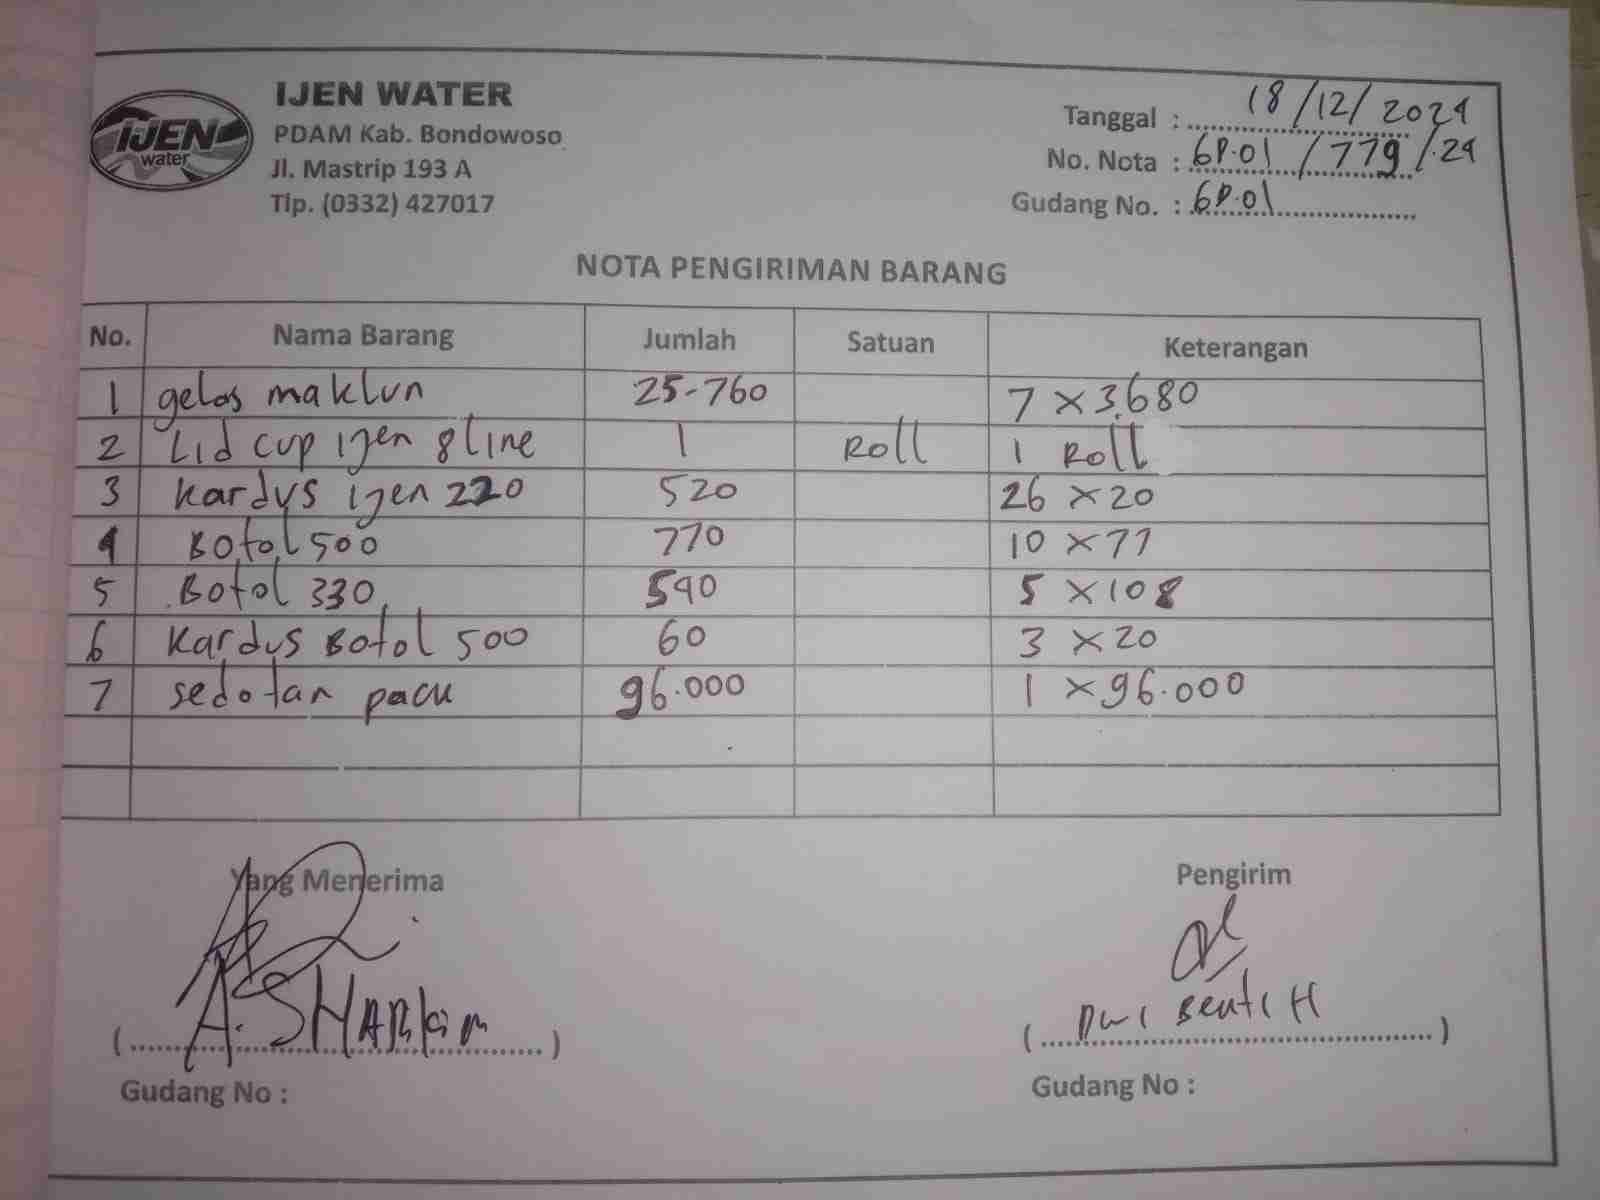 IJEN WATER
PDAM Kab. Bondowoso
Jl. Mastrip 193 A
Tlp. (0332) 427017
IJEN
water
Tanggal : 18/12/2024
No. Nota : 6P.01 / 779 / .24
Gudang No. : 6P.01
NOTA PENGIRIMAN BARANG
No. Nama Barang Jumlah Satuan Keterangan
1 gelas maklun 25-760 7 x 3.680
2 Lid cup ijen 8 line 1 Roll 1 Roll
3 Kardus ijen 220 520 26 x 20
4 Botol 500 770 10 x 77
5 Botol 330 540 5 x 108
6 Kardus Botol 500 60 3 x 20
7 sedotan pack 96.000 1 x 96.000
Yang Menerima Pengirim
( A. S ) ( Dwi )
Gudang No : Gudang No :